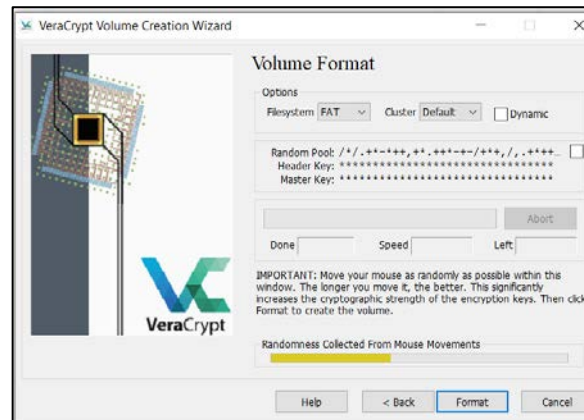 VeraCrypt Volume Creation Wizard
Volume Format
Options
Filesystem FAT Cluster Default Dynamic
Random Pool: /*/.+*-*++,+*.++*-+-/+*+,/,.+*++
Header Key: **********************************
Master Key: **********************************
Abort
Done Speed Left
IMPORTANT: Move your mouse as randomly as possible within this
window. The longer you move it, the better. This significantly
increases the cryptographic strength of the encryption keys. Then click
Format to create the volume.
VeraCrypt
Randomness Collected From Mouse Movements
Help < Back Format Cancel